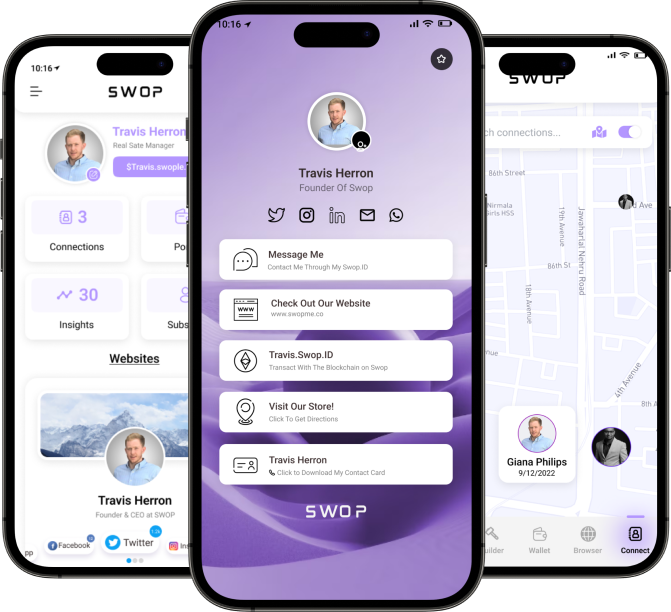 10:16
SWOP
Travis Herron
Real Sate Manager
$Travis.swople.
3
Connections
Po
30
Insights
Subs
Websites
Travis Herron
Founder & CEO at SWOP
Facebook
Twitter
pp
10:16
Travis Herron
Founder Of Swop
Message Me
Contact Me Through My Swop.ID
www
Check Out Our Website
www.swopme.co
Travis.Swop.ID
Transact With The Blockchain on Swop
Visit Our Store!
Click To Get Directions
Travis Herron
Click to Download My Contact Card
SWOP
SWOP
ch connections...
86th Street
Nirmala
Girls HSS
19th Avenue
Jawaharlal Nehru Road
d Ave
86th St
18th Avenue
nue
4th Avenue
8th A
Giana Philips
9/12/2022
uilder
Wallet
Browser
Connect